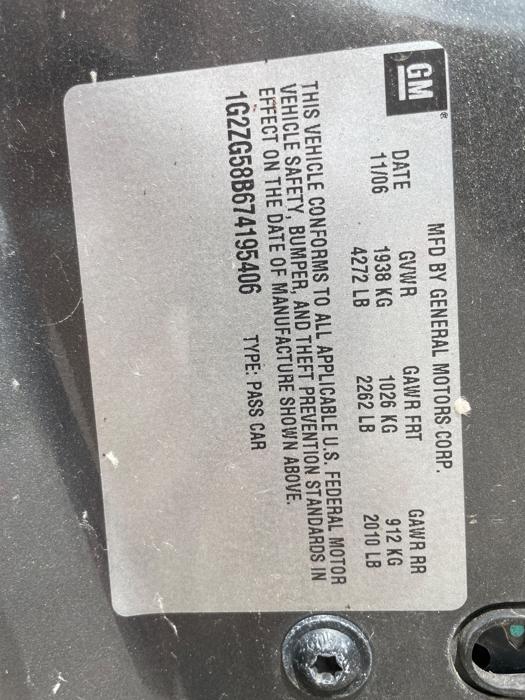 GM ®
MFD BY GENERAL MOTORS CORP.
DATE GVWR GAWR FRT GAWR RR
11/06 1938 KG 1026 KG 912 KG
4272 LB 2262 LB 2010 LB
THIS VEHICLE CONFORMS TO ALL APPLICABLE U.S. FEDERAL MOTOR
VEHICLE SAFETY, BUMPER, AND THEFT PREVENTION STANDARDS IN
EFFECT ON THE DATE OF MANUFACTURE SHOWN ABOVE.
1G2ZG58B674195406 TYPE: PASS CAR